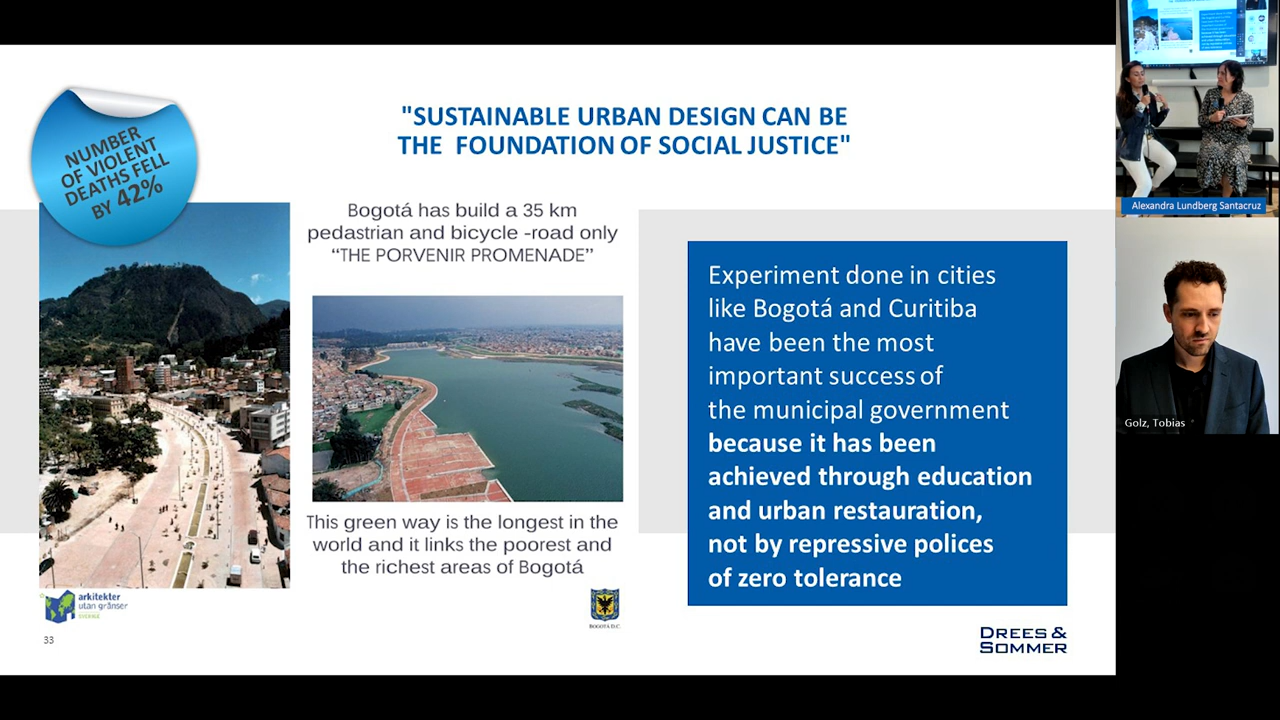 NUMBER
OF VIOLENT
DEATHS FELL
BY 42%
"SUSTAINABLE URBAN DESIGN CAN BE
THE FOUNDATION OF SOCIAL JUSTICE"
Bogotá has build a 35 km
pedastrian and bicycle -road only
“THE PORVENIR PROMENADE”
This green way is the longest in the
world and it links the poorest and
the richest areas of Bogotá
Experiment done in cities
like Bogotá and Curitiba
have been the most
important success of
the municipal government
because it has been
achieved through education
and urban restauration,
not by repressive polices
of zero tolerance
arkitekter
utan gränser
SVERIGE
BOGOTÁ D.C.
33
DREES &
SOMMER
Alexandra Lundberg Santacruz
Golz, Tobias